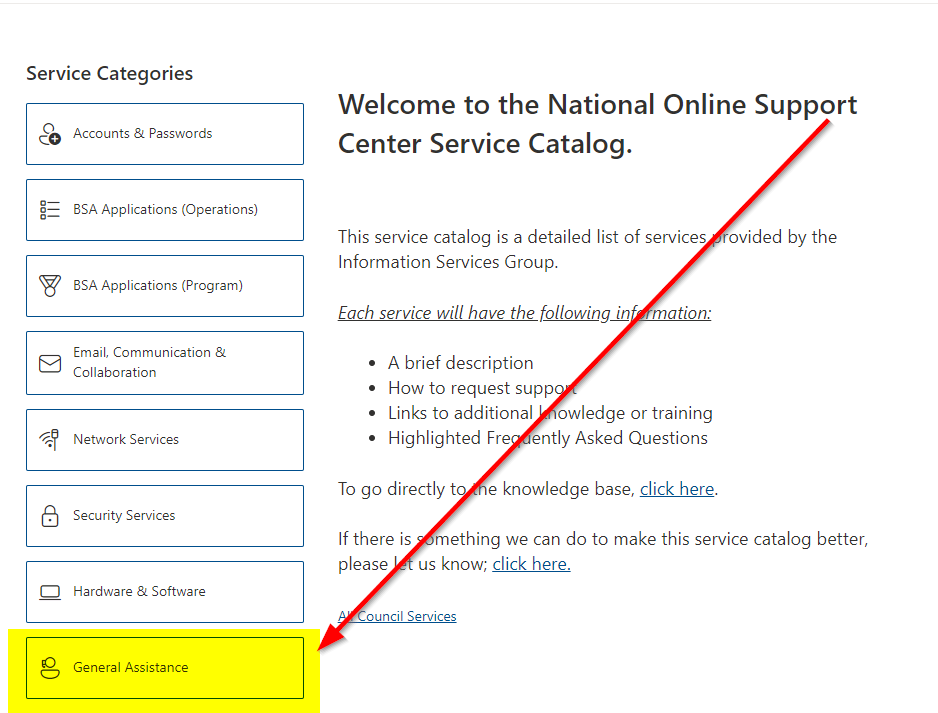 Service Categories
Accounts & Passwords
BSA Applications (Operations)
BSA Applications (Program)
Email, Communication &
Collaboration
Network Services
Security Services
Hardware & Software
General Assistance
Welcome to the National Online Support
Center Service Catalog.
This service catalog is a detailed list of services provided by the
Information Services Group.
Each service will have the following information:
• A brief description
• How to request support
• Links to additional knowledge or training
• Highlighted Frequently Asked Questions
To go directly to the knowledge base, click here.
If there is something we can do to make this service catalog better,
please let us know; click here.
All Council Services